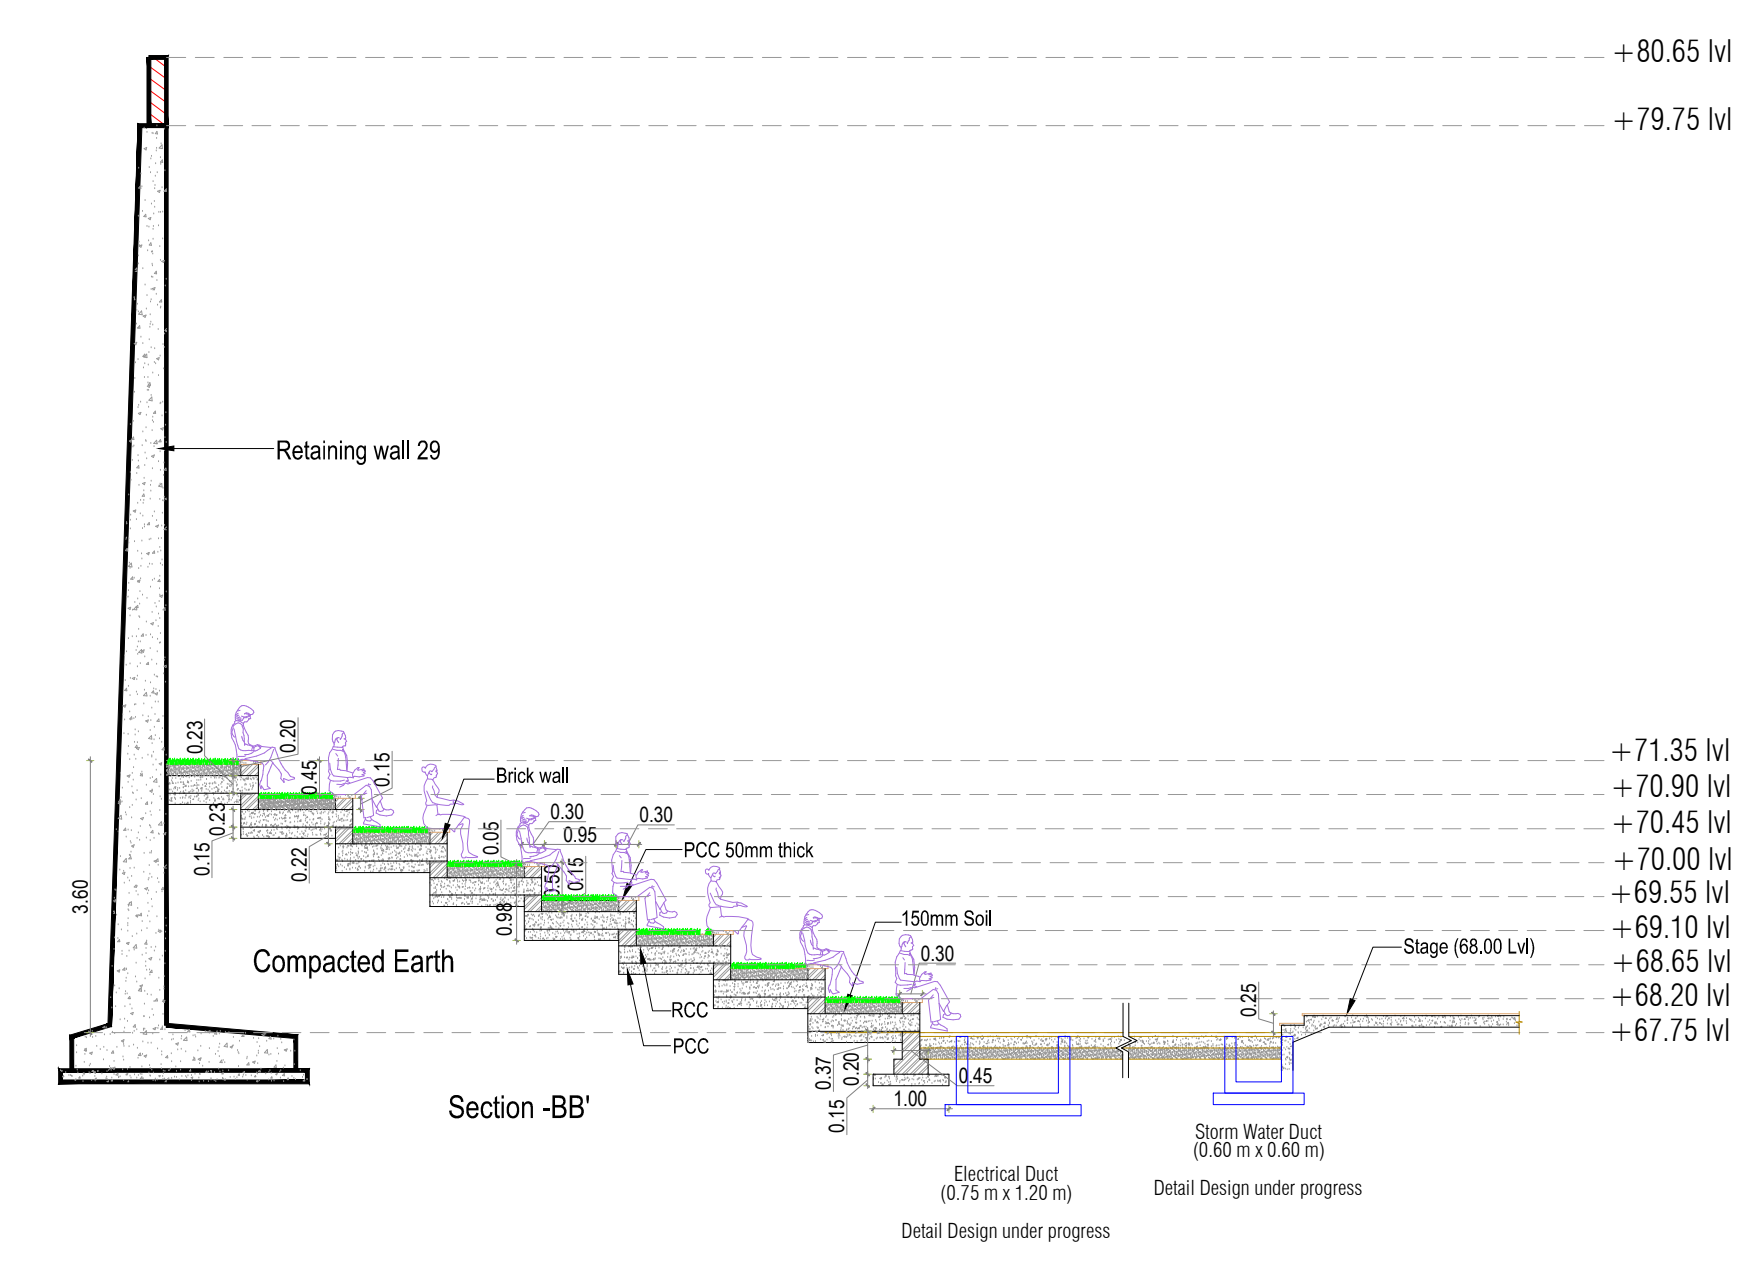 +80.65 lvl
+79.75 lvl
Retaining wall 29
+71.35 lvl
+70.90 lvl
+70.45 lvl
+70.00 lvl
+69.55 lvl
+69.10 lvl
+68.65 lvl
+68.20 lvl
+67.75 lvl
0.23
0.20
0.45
0.15
Brick wall
0.23
0.15
0.22
0.05
0.30
0.95
0.30
PCC 50mm thick
0.50
0.15
0.98
3.60
150mm Soil
0.30
Compacted Earth
Stage (68.00 Lvl)
0.25
RCC
PCC
0.37
0.20
0.15
0.45
1.00
Section -BB'
Storm Water Duct
(0.60 m x 0.60 m)
Detail Design under progress
Electrical Duct
(0.75 m x 1.20 m)
Detail Design under progress